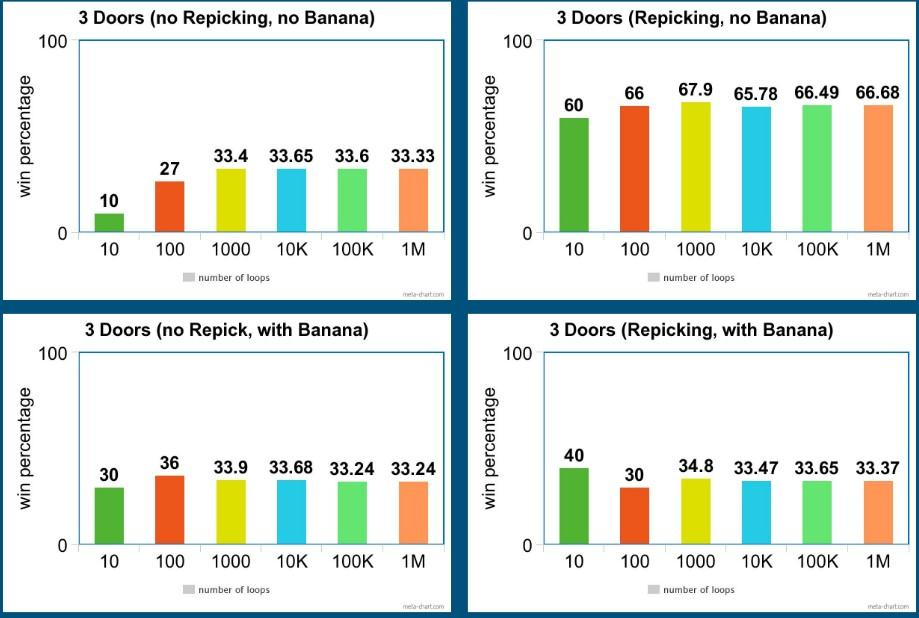 3 Doors (no Repicking, no Banana)
100
win percentage
10
27
33.4
33.65
33.6
33.33
0
10 100 1000 10K 100K 1M
number of loops
meta-chart.com
3 Doors (Repicking, no Banana)
100
win percentage
60
66
67.9
65.78
66.49
66.68
0
10 100 1000 10K 100K 1M
number of loops
meta-chart.com
3 Doors (no Repick, with Banana)
100
win percentage
30
36
33.9
33.68
33.24
33.24
0
10 100 1000 10K 100K 1M
number of loops
meta-chart.com
3 Doors (Repicking, with Banana)
100
win percentage
40
30
34.8
33.47
33.65
33.37
0
10 100 1000 10K 100K 1M
number of loops
meta-chart.com